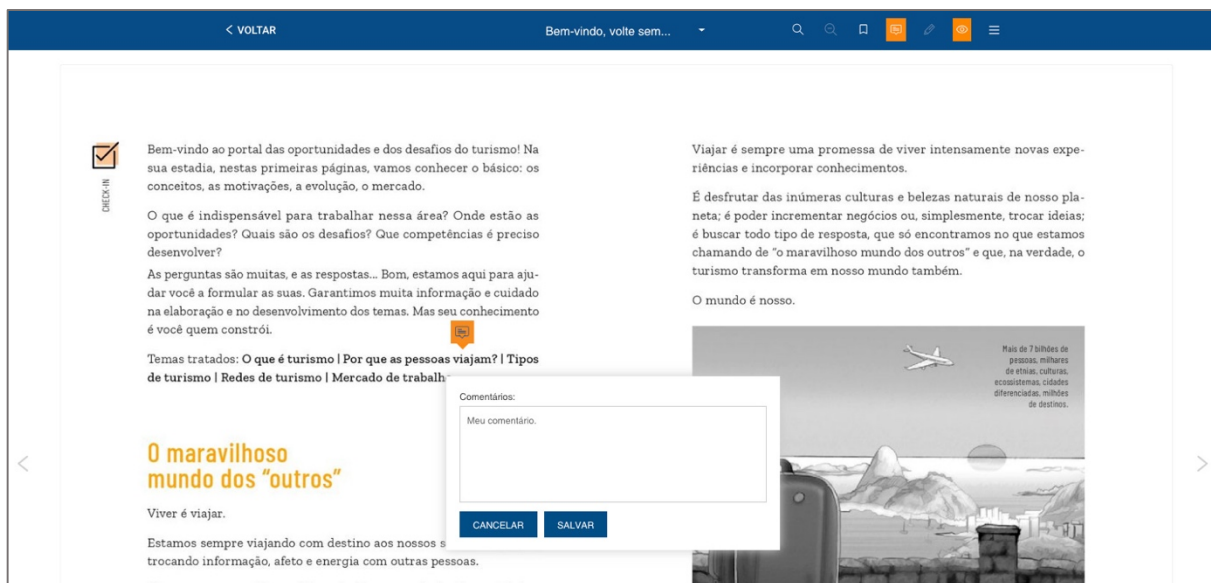 VOLTAR
Bem-vindo, volte sem...
CHECK-IN
Bem-vindo ao portal das oportunidades e dos desafios do turismo! Na
sua estadia, nestas primeiras páginas, vamos conhecer o básico: os
conceitos, as motivações, a evolução, o mercado.
O que é indispensável para trabalhar nessa área? Onde estão as
oportunidades? Quais são os desafios? Que competências é preciso
desenvolver?
As perguntas são muitas, e as respostas... Bom, estamos aqui para aju-
dar você a formular as suas. Garantimos muita informação e cuidado
na elaboração e no desenvolvimento dos temas. Mas seu conhecimento
é você quem constrói.
Temas tratados: O que é turismo | Por que as pessoas viajam? | Tipos
de turismo | Redes de turismo | Mercado de trabalh
Comentários:
Meu comentário.
CANCELAR
SALVAR
O maravilhoso
mundo dos "outros"
Viver é viajar.
Estamos sempre viajando com destino aos nossos s
trocando informação, afeto e energia com outras pessoas.
Viajar é sempre uma promessa de viver intensamente novas expe-
riências e incorporar conhecimentos.
É desfrutar das inúmeras culturas e belezas naturais de nosso pla-
neta; é poder incrementar negócios ou, simplesmente, trocar ideias;
é buscar todo tipo de resposta, que só encontramos no que estamos
chamando de "o maravilhoso mundo dos outros" e que, na verdade, o
turismo transforma em nosso mundo também.
O mundo é nosso.
Mais de 7 bilhões de
pessoas, milhares
de etnias, culturas,
ecossistemas, cidades
diferenciadas, milhões
de destinos.